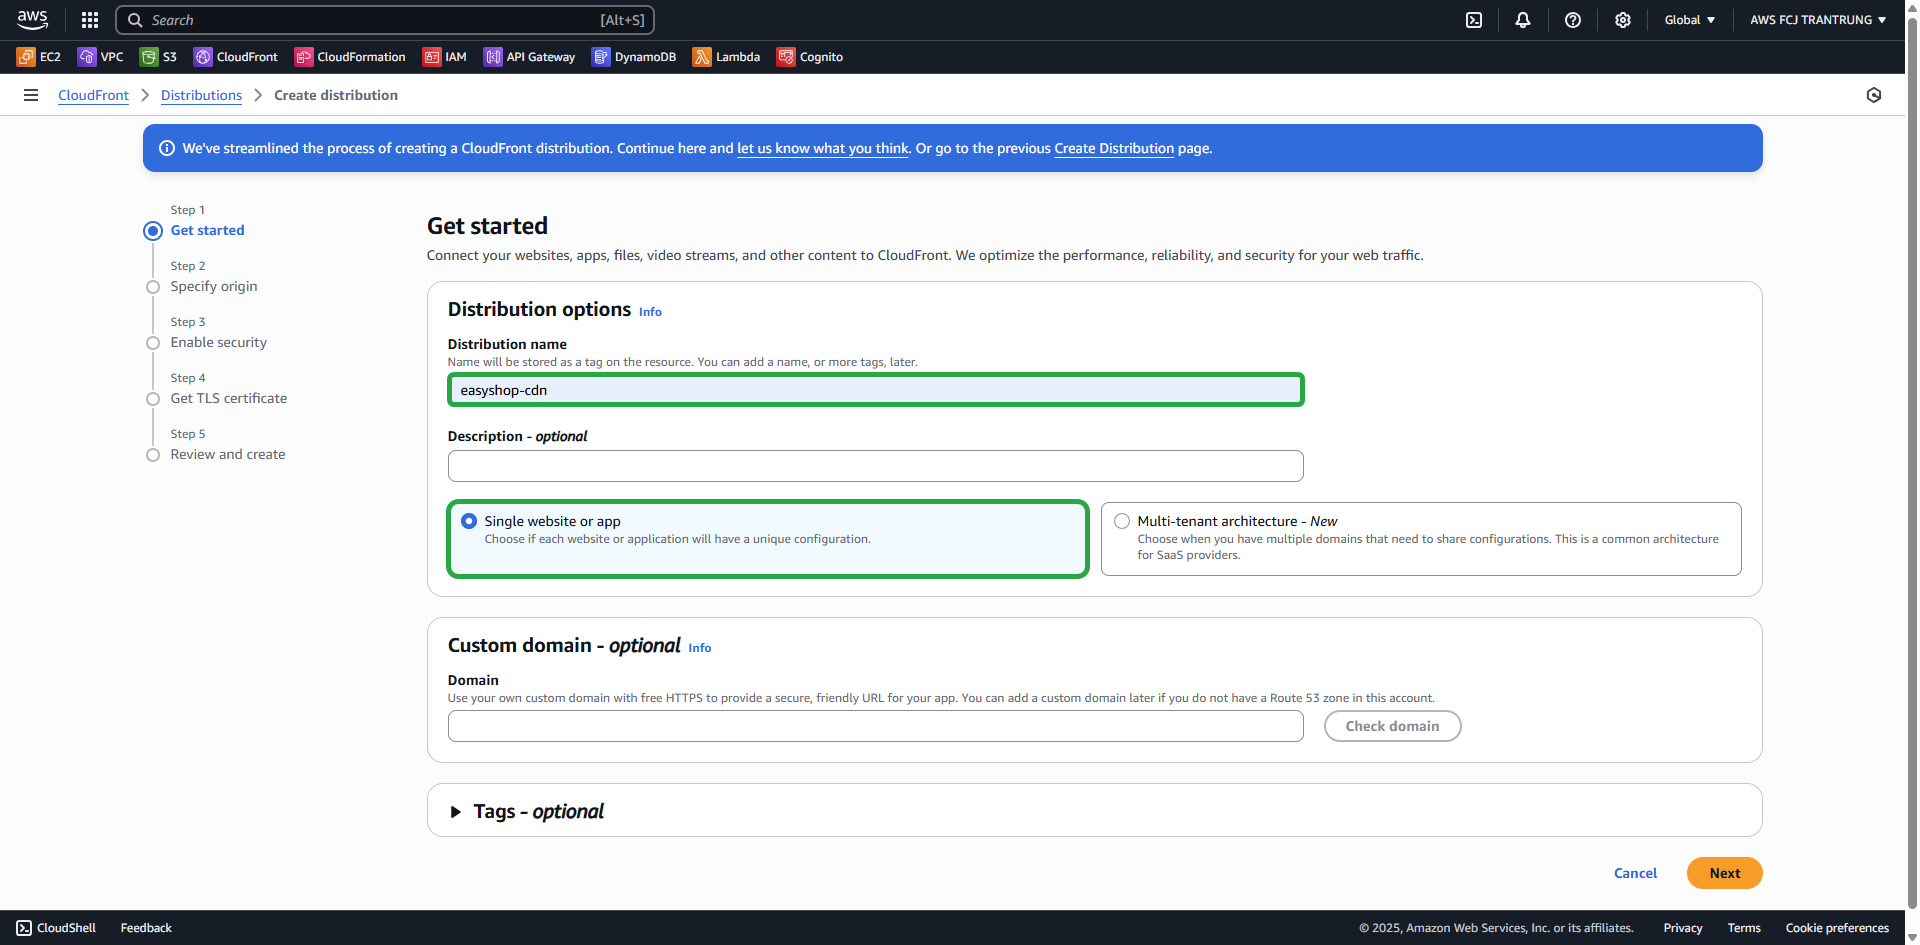 aws Search [Alt+S] Global AWS FCJ TRANTRUNG
EC2 VPC S3 CloudFront CloudFormation IAM API Gateway DynamoDB Lambda Cognito
CloudFront Distributions Create distribution
We've streamlined the process of creating a CloudFront distribution. Continue here and let us know what you think. Or go to the previous Create Distribution page.
Step 1
Get started
Step 2
Specify origin
Step 3
Enable security
Step 4
Get TLS certificate
Step 5
Review and create
Get started
Connect your websites, apps, files, video streams, and other content to CloudFront. We optimize the performance, reliability, and security for your web traffic.
Distribution options Info
Distribution name
Name will be stored as a tag on the resource. You can add a name, or more tags, later.
easyshop-cdn
Description - optional
Single website or app
Choose if each website or application will have a unique configuration.
Multi-tenant architecture - New
Choose when you have multiple domains that need to share configurations. This is a common architecture
for SaaS providers.
Custom domain - optional Info
Domain
Use your own custom domain with free HTTPS to provide a secure, friendly URL for your app. You can add a custom domain later if you do not have a Route 53 zone in this account.
Check domain
Tags - optional
Cancel Next
CloudShell Feedback © 2025, Amazon Web Services, Inc. or its affiliates. Privacy Terms Cookie preferences